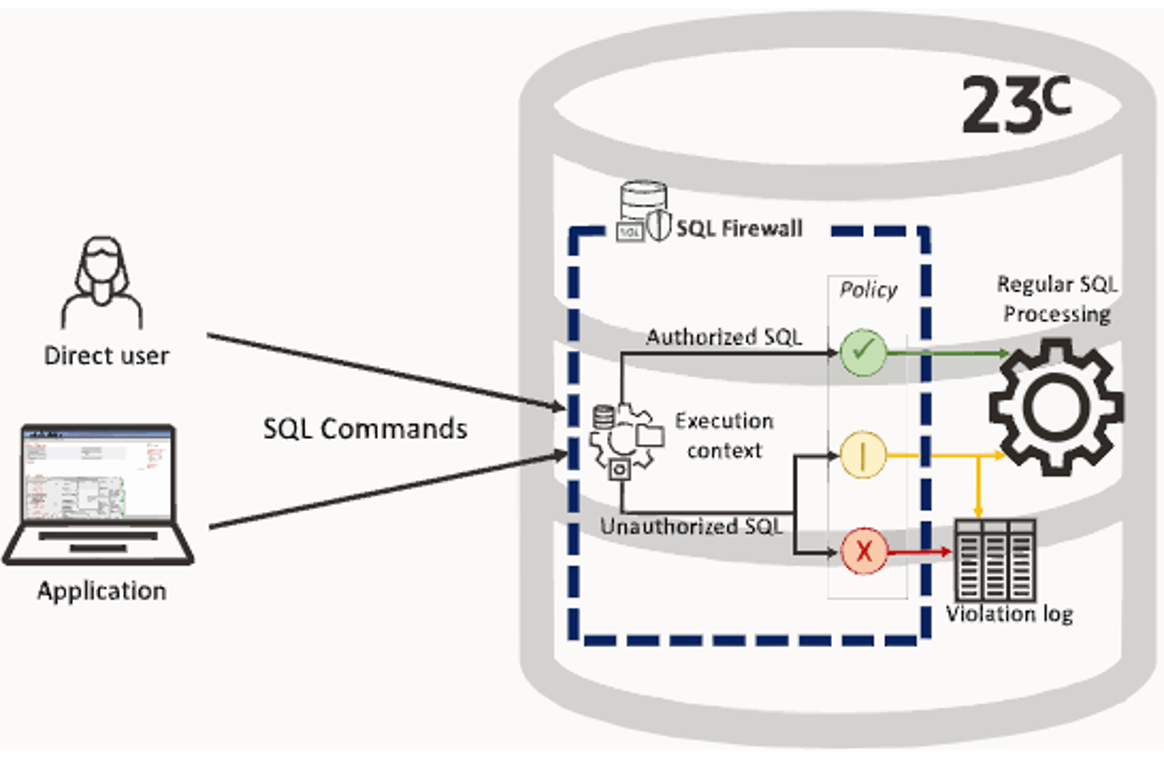 23c
SQL
SQL Firewall
Policy
Regular SQL
Processing
Authorized SQL
Direct user
SQL Commands
Execution
context
Unauthorized SQL
X
Application
Violation log